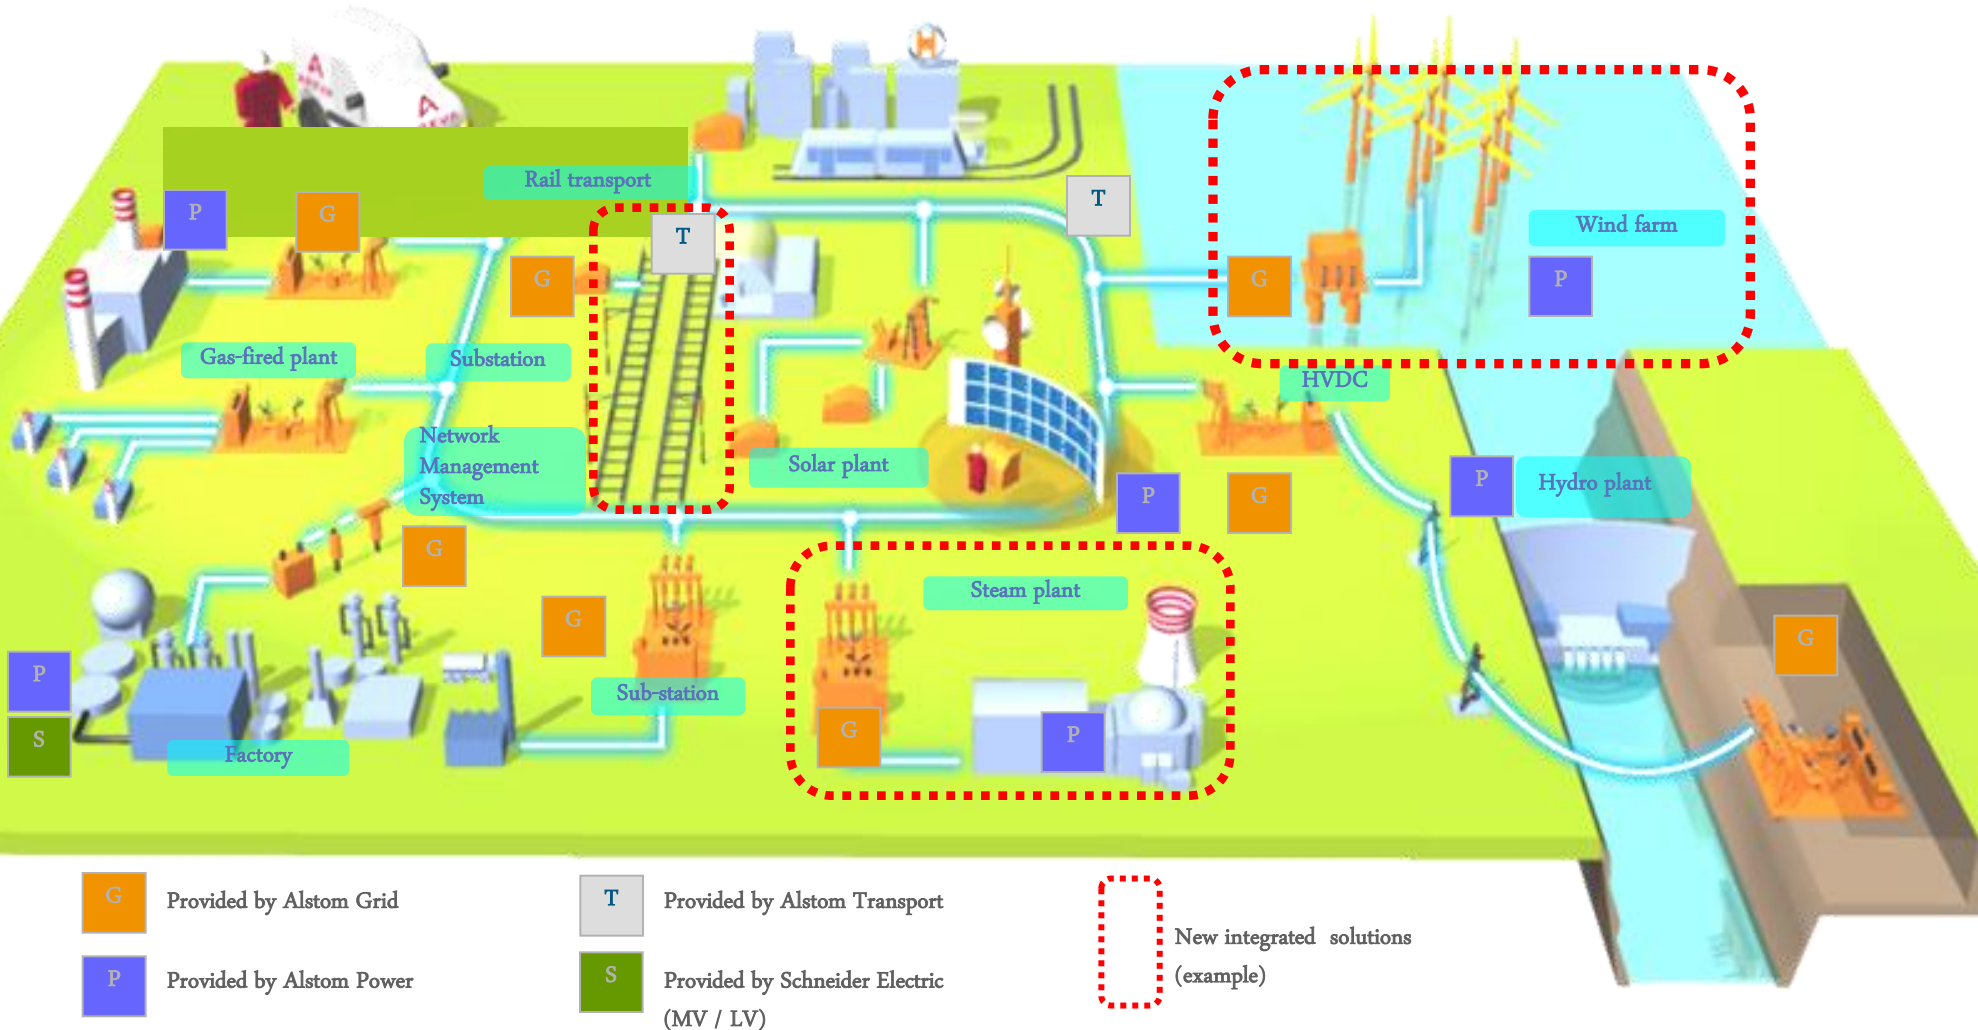 H
A
A
Rail transport
P
G
T
T
Wind farm
G
G
P
Gas-fired plant
Substation
HVDC
Network
Management
System
Solar plant
P
G
P
Hydro plant
G
Steam plant
G
G
P
Sub-station
S
G
P
Factory
G
Provided by Alstom Grid
T
Provided by Alstom Transport
New integrated solutions
(example)
P
Provided by Alstom Power
S
Provided by Schneider Electric
(MV / LV)